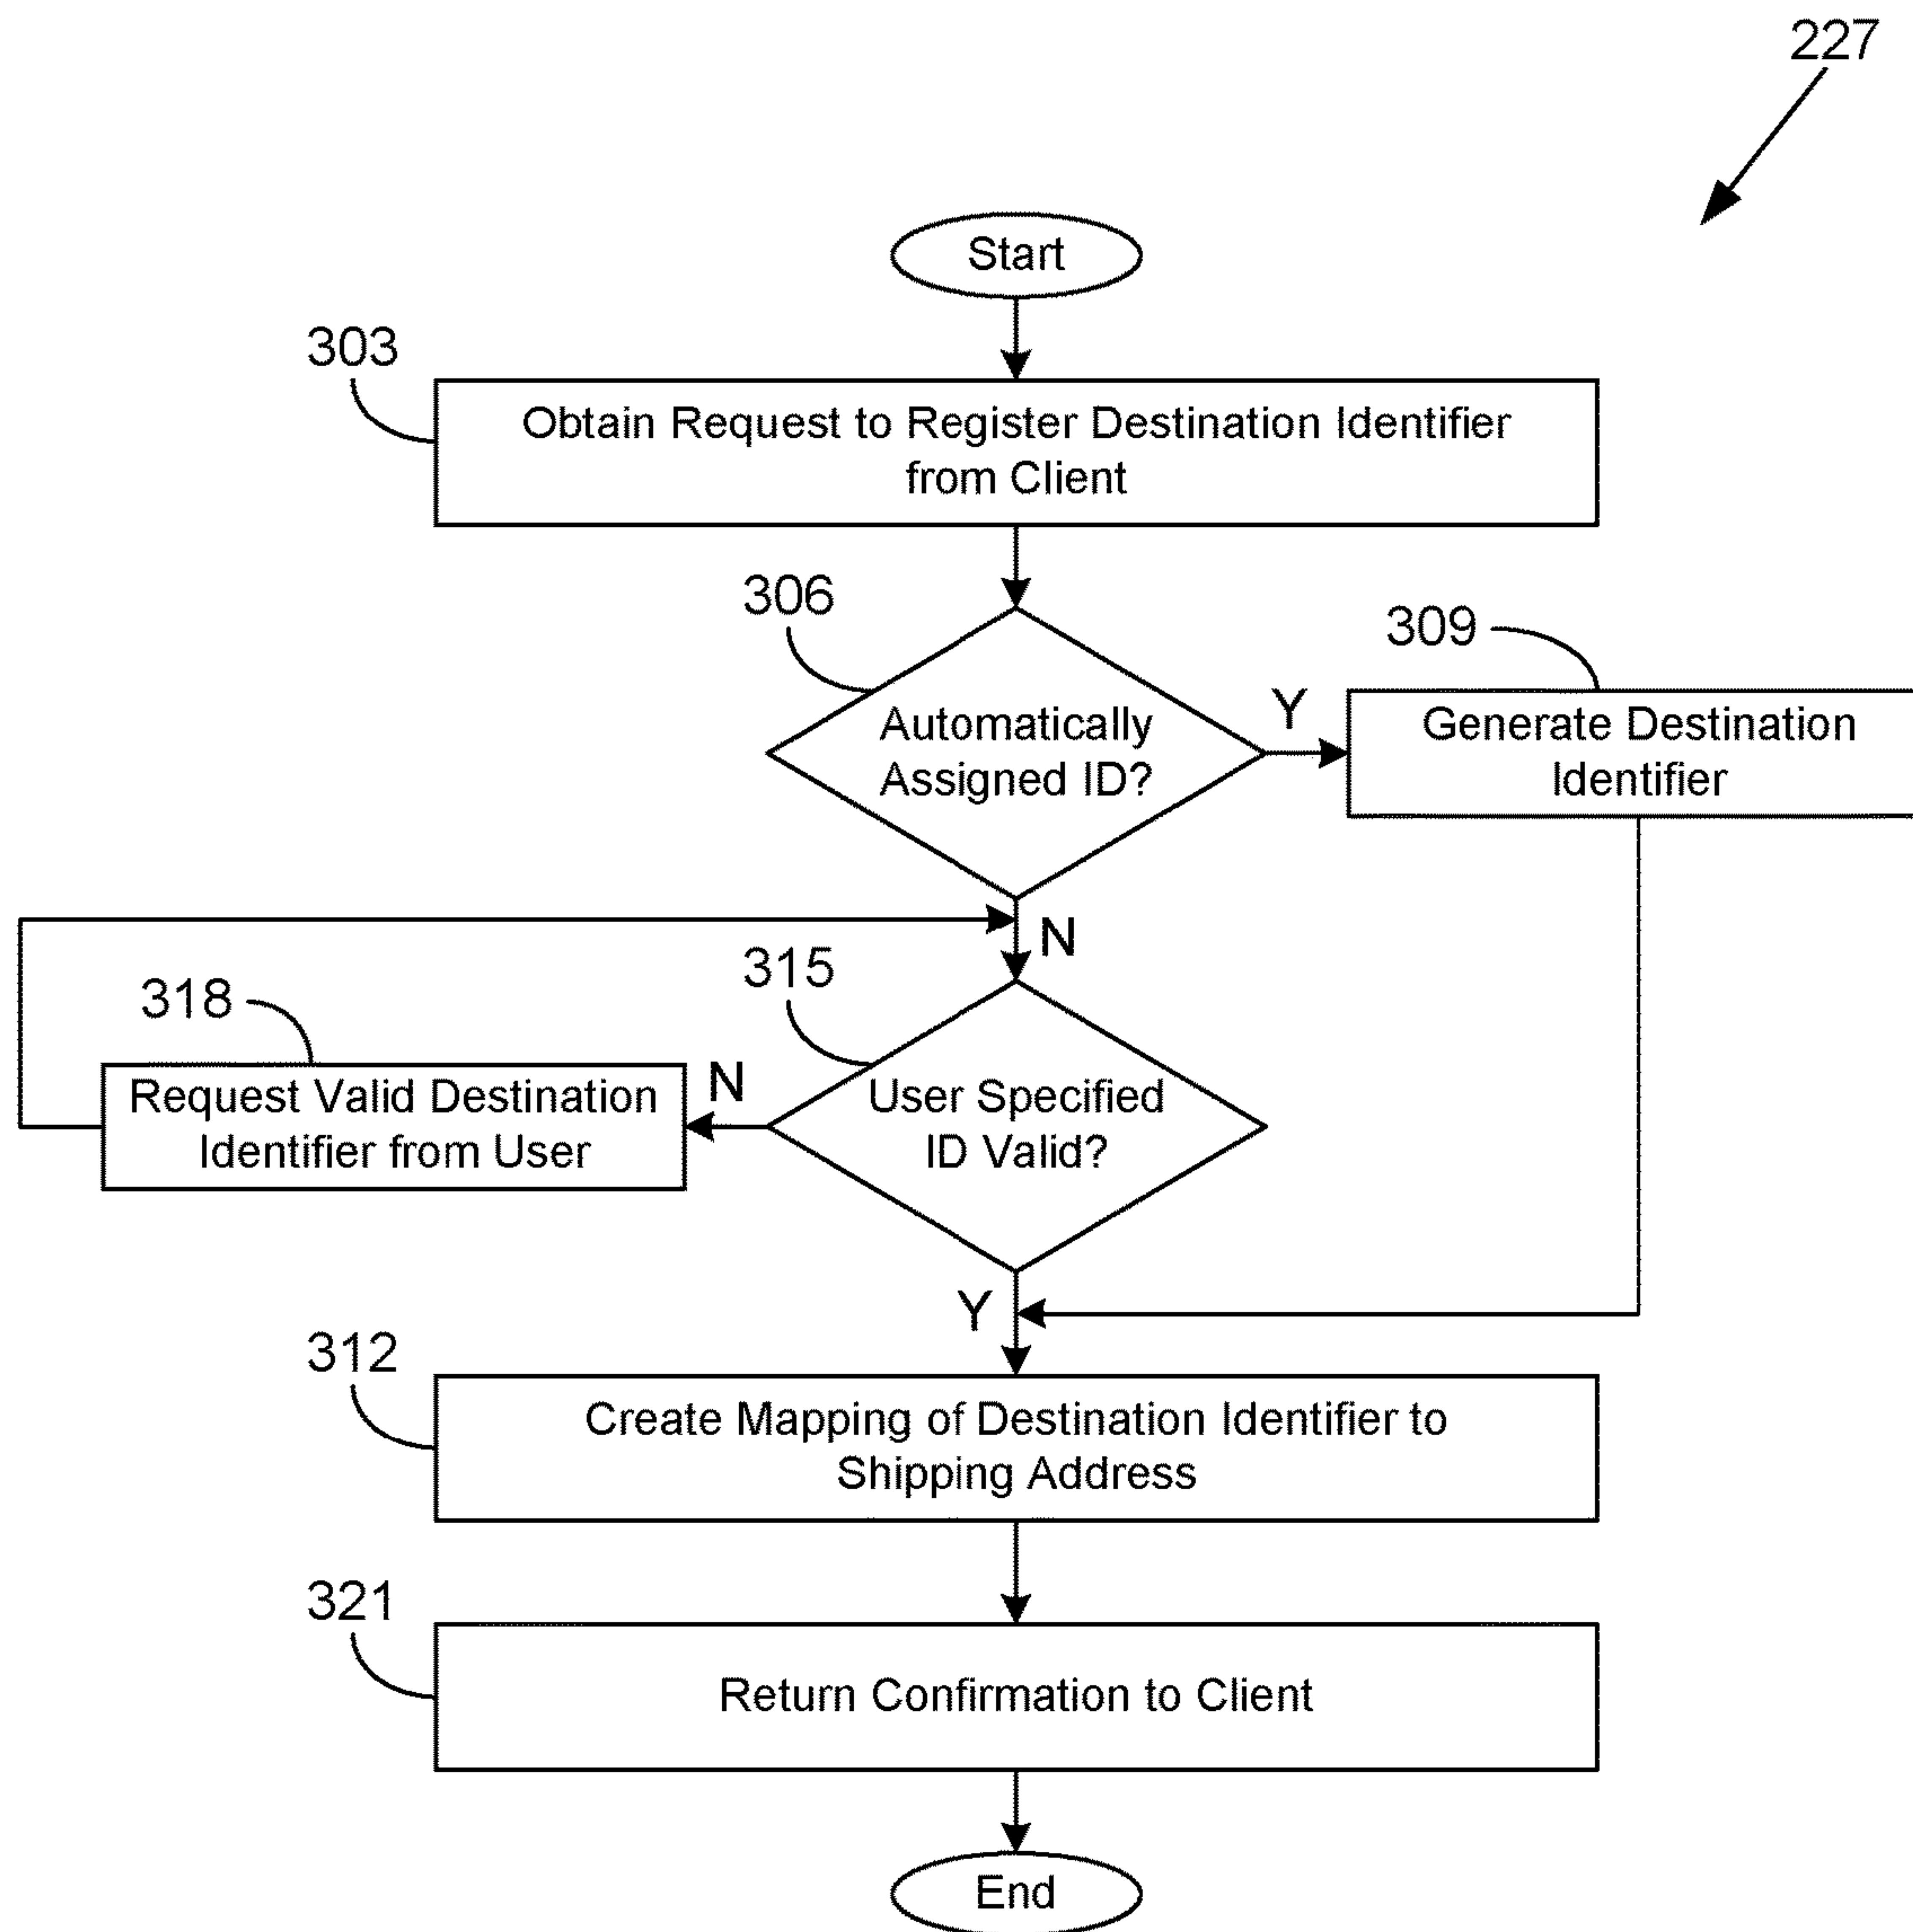 227
Start
303
Obtain Request to Register Destination Identifier
from Client
306
Automatically
Assigned ID?
Y
309
Generate Destination
Identifier
N
315
User Specified
ID Valid?
N
318
Request Valid Destination
Identifier from User
Y
312
Create Mapping of Destination Identifier to
Shipping Address
321
Return Confirmation to Client
End